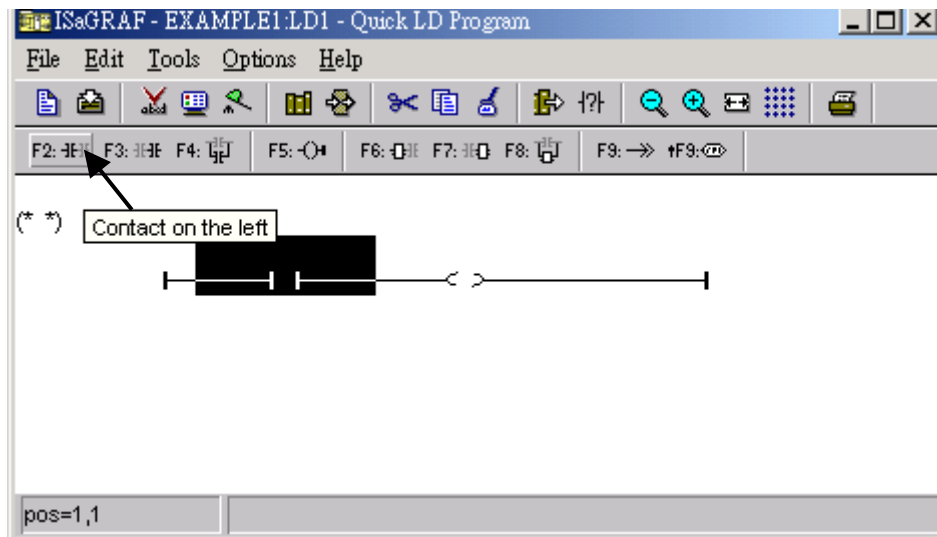 ISaGRAF - EXAMPLE1:LD1 - Quick LD Program
File Edit Tools Options Help
F2: F3: F4: F5: F6: F7: F8: F9: F9:
(* *)
Contact on the left
pos=1,1